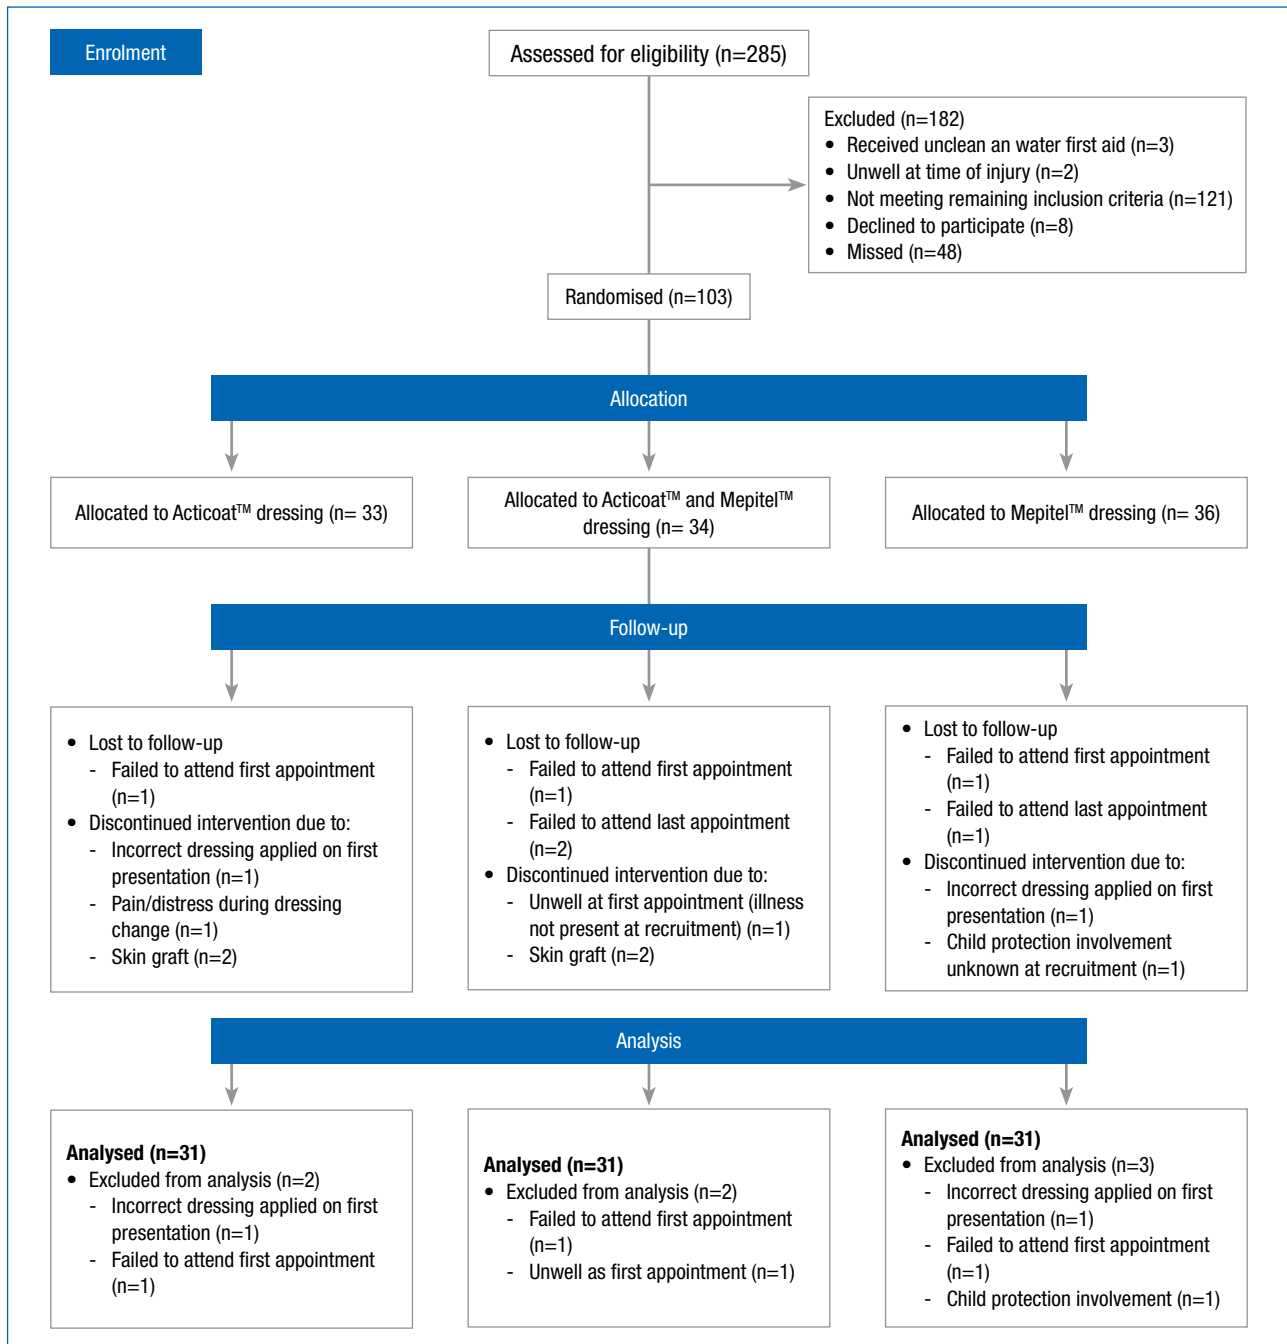 Enrolment
Assessed for eligibility (n=285)
Excluded (n=182)
• Received unclean an water first aid (n=3)
• Unwell at time of injury (n=2)
• Not meeting remaining inclusion criteria (n=121)
• Declined to participate (n=8)
• Missed (n=48)
Randomised (n=103)
Allocation
Allocated to Acticoat™ dressing (n= 33)
Allocated to Acticoat™ and Mepitel™
dressing (n= 34)
Allocated to Mepitel™ dressing (n= 36)
Follow-up
• Lost to follow-up
- Failed to attend first appointment
(n=1)
• Discontinued intervention due to:
- Incorrect dressing applied on first
presentation (n=1)
- Pain/distress during dressing
change (n=1)
- Skin graft (n=2)
• Lost to follow-up
- Failed to attend first appointment
(n=1)
- Failed to attend last appointment
(n=2)
• Discontinued intervention due to:
- Unwell at first appointment (illness
not present at recruitment) (n=1)
- Skin graft (n=2)
• Lost to follow-up
- Failed to attend first appointment
(n=1)
- Failed to attend last appointment
(n=1)
• Discontinued intervention due to:
- Incorrect dressing applied on first
presentation (n=1)
- Child protection involvement
unknown at recruitment (n=1)
Analysis
Analysed (n=31)
• Excluded from analysis (n=2)
- Incorrect dressing applied on first
presentation (n=1)
- Failed to attend first appointment
(n=1)
Analysed (n=31)
• Excluded from analysis (n=2)
- Failed to attend first appointment
(n=1)
- Unwell as first appointment (n=1)
Analysed (n=31)
• Excluded from analysis (n=3)
- Incorrect dressing applied on first
presentation (n=1)
- Failed to attend first appointment
(n=1)
- Child protection involvement (n=1)